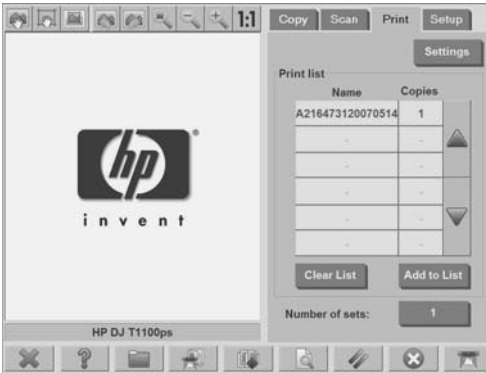 1:1
Copy Scan Print Setup
Settings
Print list
Name Copies
A216473120070514 1
- -
- -
- -
- -
- -
Clear List Add to List
Number of sets: 1
hp
®
invent
HP DJ T1100ps
?